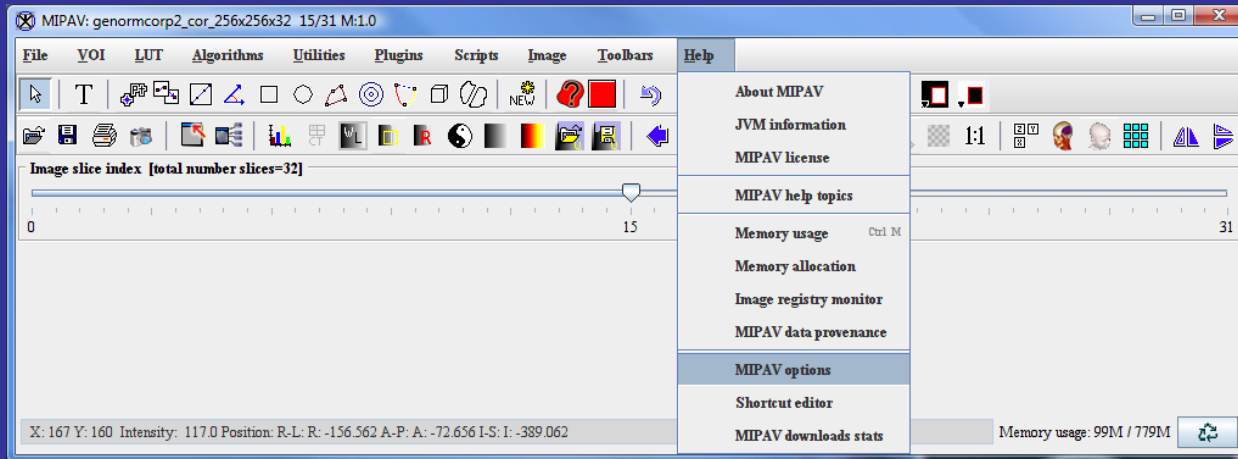 MIPAV: genormcorp2_cor_256x256x32 15/31 M:1.0
File VOI LUT Algorithms Utilities Plugins Scripts Image Toolbars Help
T NEW ?
W L R 1:1 Z Y X
About MIPAV
JVM information
MIPAV license
MIPAV help topics
Memory usage Ctrl M
Memory allocation
Image registry monitor
MIPAV data provenance
MIPAV options
Shortcut editor
MIPAV downloads stats
Image slice index [total number slices=32]
0 15 31
X: 167 Y: 160 Intensity: 117.0 Position: R-L: R: -156.562 A-P: A: -72.656 I-S: I: -389.062
Memory usage: 99M / 779M